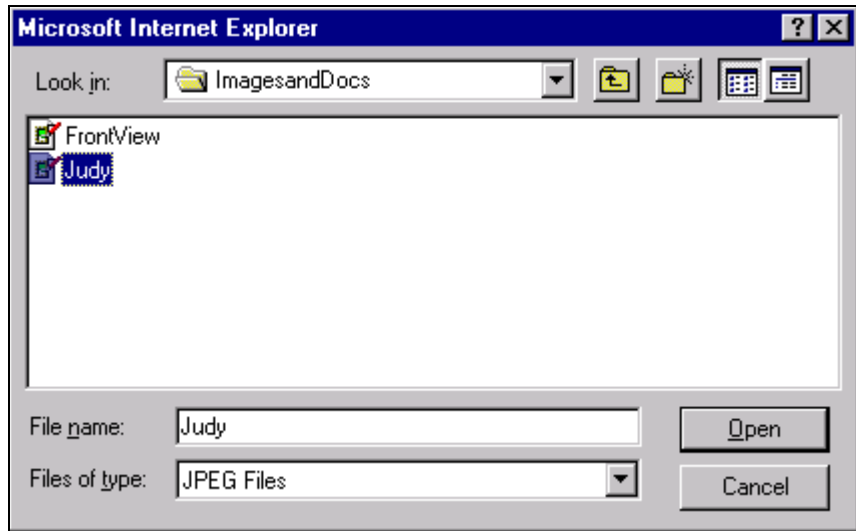 Microsoft Internet Explorer
Look in: ImagesandDocs
FrontView
Judy
File name: Judy Open
Files of type: JPEG Files Cancel